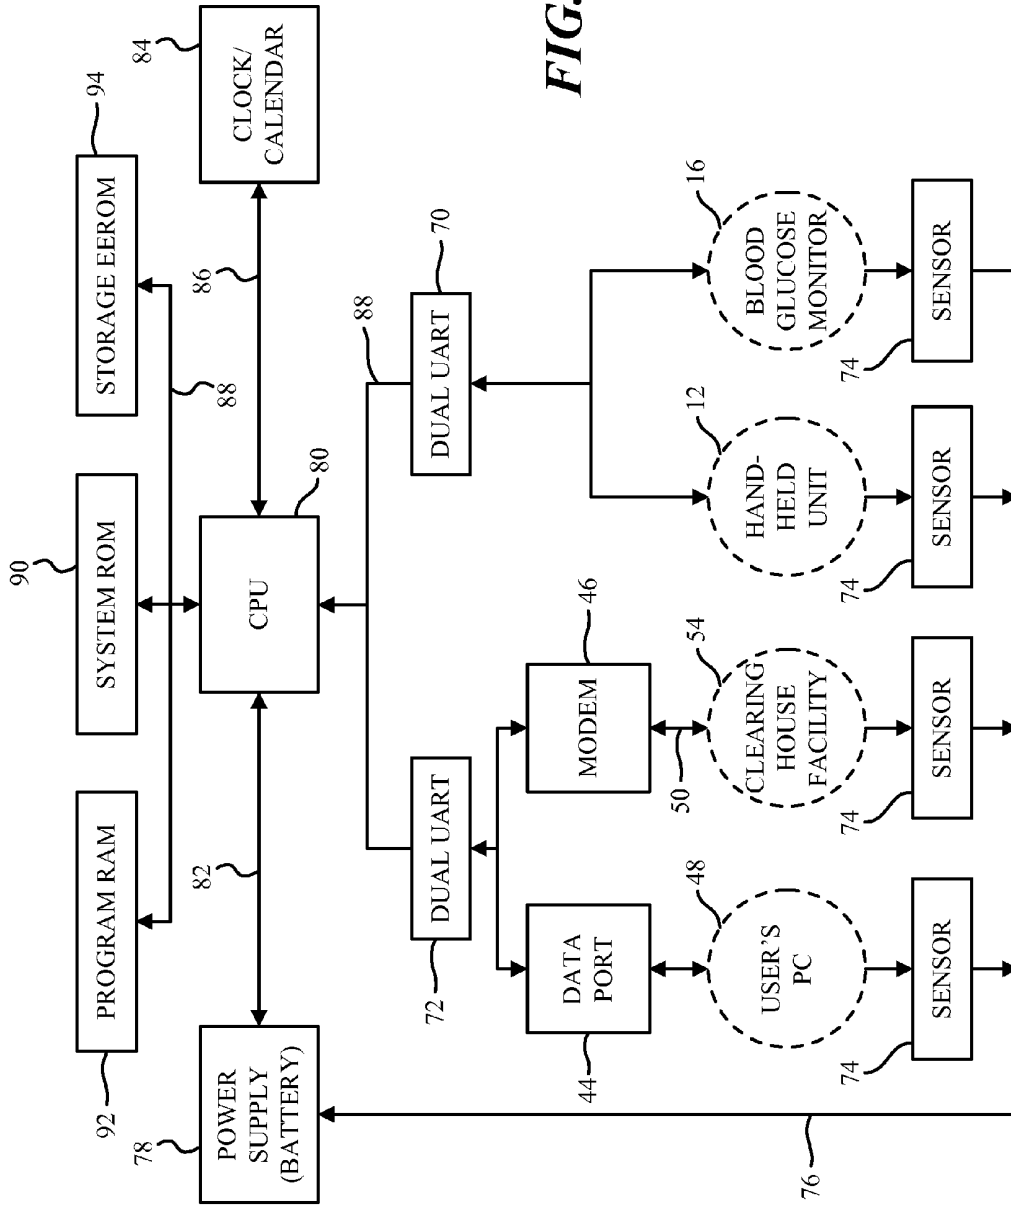 90
92
PROGRAM RAM
SYSTEM ROM
STORAGE EEROM
94
78
82
88
86
84
POWER
SUPPLY
(BATTERY)
CPU
CLOCK/
CALENDAR
80
88
72
DUAL UART
DUAL UART
70
FIG.
44
DATA
PORT
MODEM
46
50
48
54
12
16
USER'S
PC
CLEARING
HOUSE
FACILITY
HAND-
HELD
UNIT
BLOOD
GLUCOSE
MONITOR
76
74
74
74
74
SENSOR
SENSOR
SENSOR
SENSOR